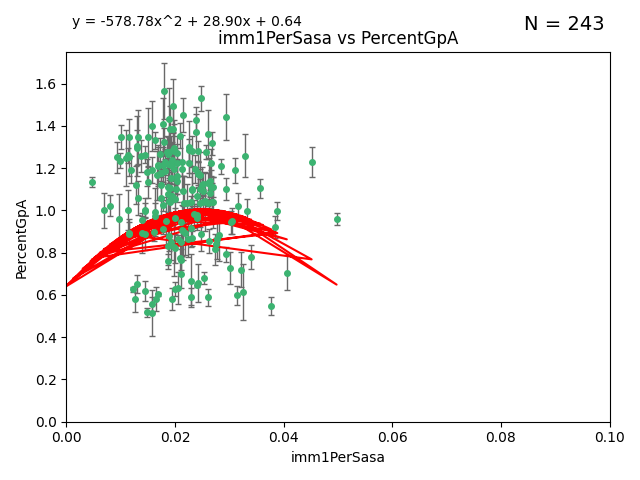 y = -578.78x^2 + 28.90x + 0.64
N = 243
imm1PerSasa vs PercentGpA
PercentGpA
1.6
1.4
1.2
1.0
0.8
0.6
0.4
0.2
0.0
0.00 0.02 0.04 0.06 0.08 0.10
imm1PerSasa